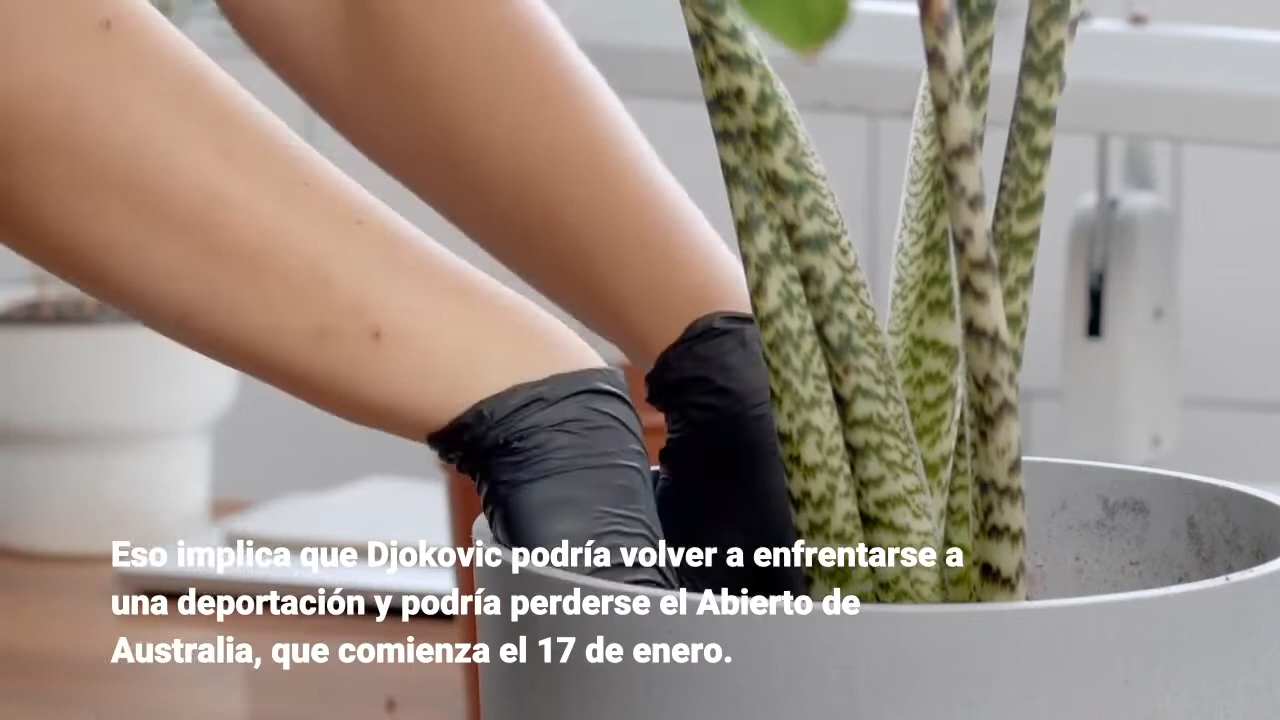 Eso implica que Djokovic podría volver a enfrentarse a
una deportación y podría perderse el Abierto de
Australia, que comienza el 17 de enero.